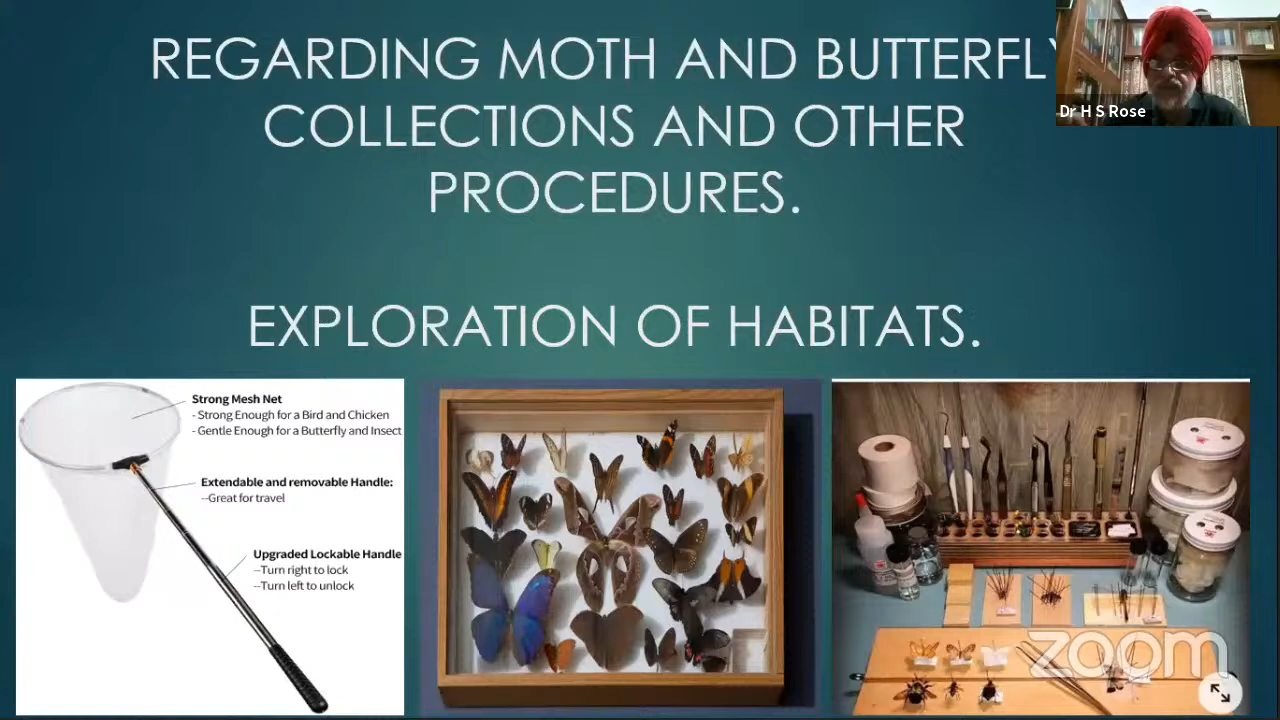 REGARDING MOTH AND BUTTERFLY
COLLECTIONS AND OTHER
PROCEDURES.
EXPLORATION OF HABITATS.
Dr H S Rose
Strong Mesh Net
- Strong Enough for a Bird and Chicken
- Gentle Enough for a Butterfly and Insect
Extendable and removable Handle:
--Great for travel
Upgraded Lockable Handle
--Turn right to lock
--Turn left to unlock
zoom